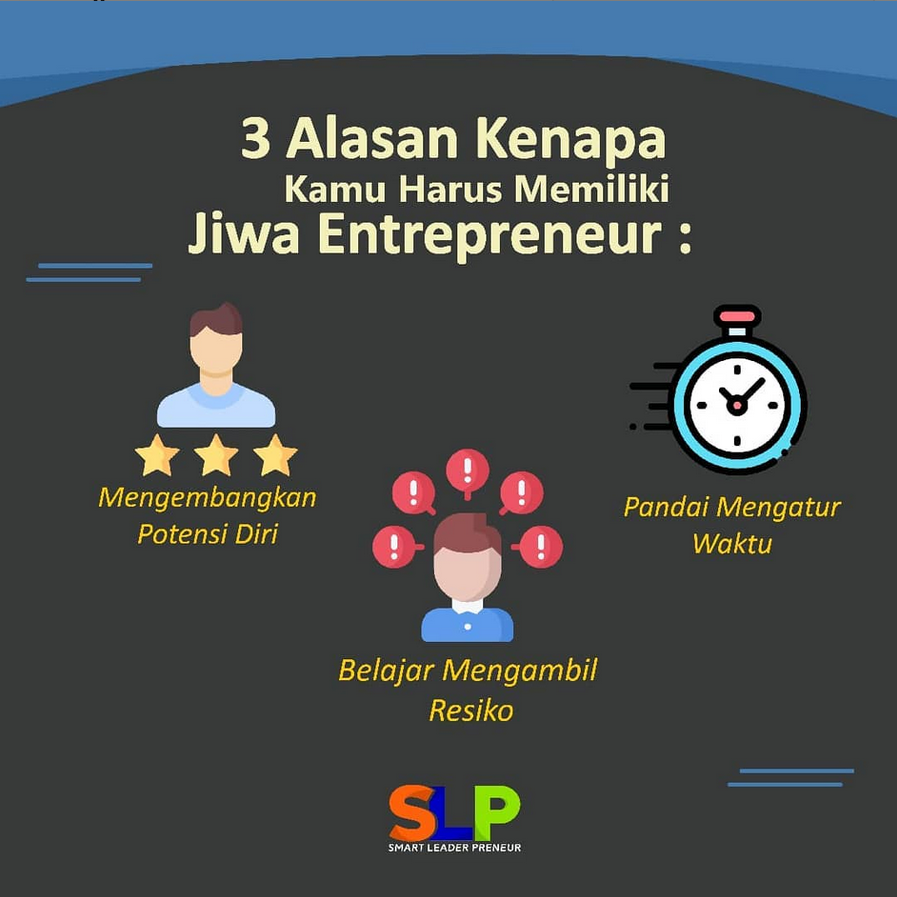 3 Alasan Kenapa
Kamu Harus Memiliki
Jiwa Entrepreneur :
Mengembangkan
Potensi Diri
Pandai Mengatur
Waktu
Belajar Mengambil
Resiko
SLP
SMART LEADER PRENEUR